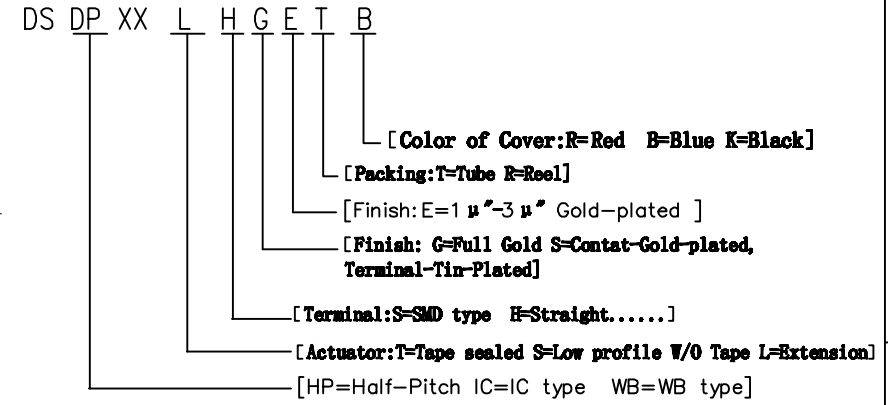 DS DP XX L H G E T B
[Color of Cover:R=Red B=Blue K=Black]
[Packing:T=Tube R=Reel]
[Finish:E=1 μ"-3 μ" Gold-plated ]
[Finish: G=Full Gold S=Contat-Gold-plated,
Terminal-Tin-Plated]
[Terminal:S=SMD type H=Straight......]
[Actuator:T=Tape sealed S=Low profile W/O Tape L=Extension]
[HP=Half-Pitch IC=IC type WB=WB type]